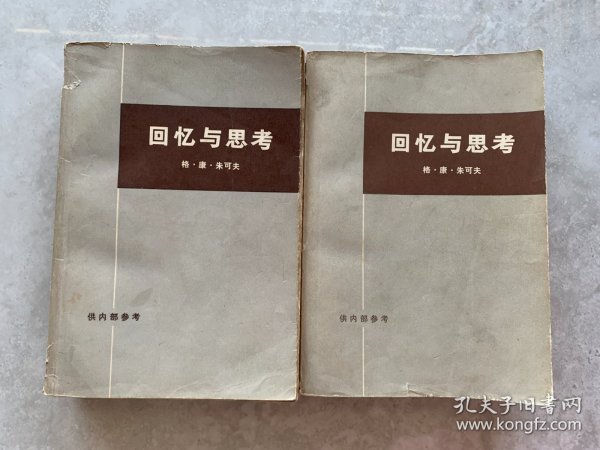 回忆与思考
格·康·朱可夫
供内部参考
回忆与思考
格·康·朱可夫
供内部参考
孔夫子旧书网
www.kongfz.com